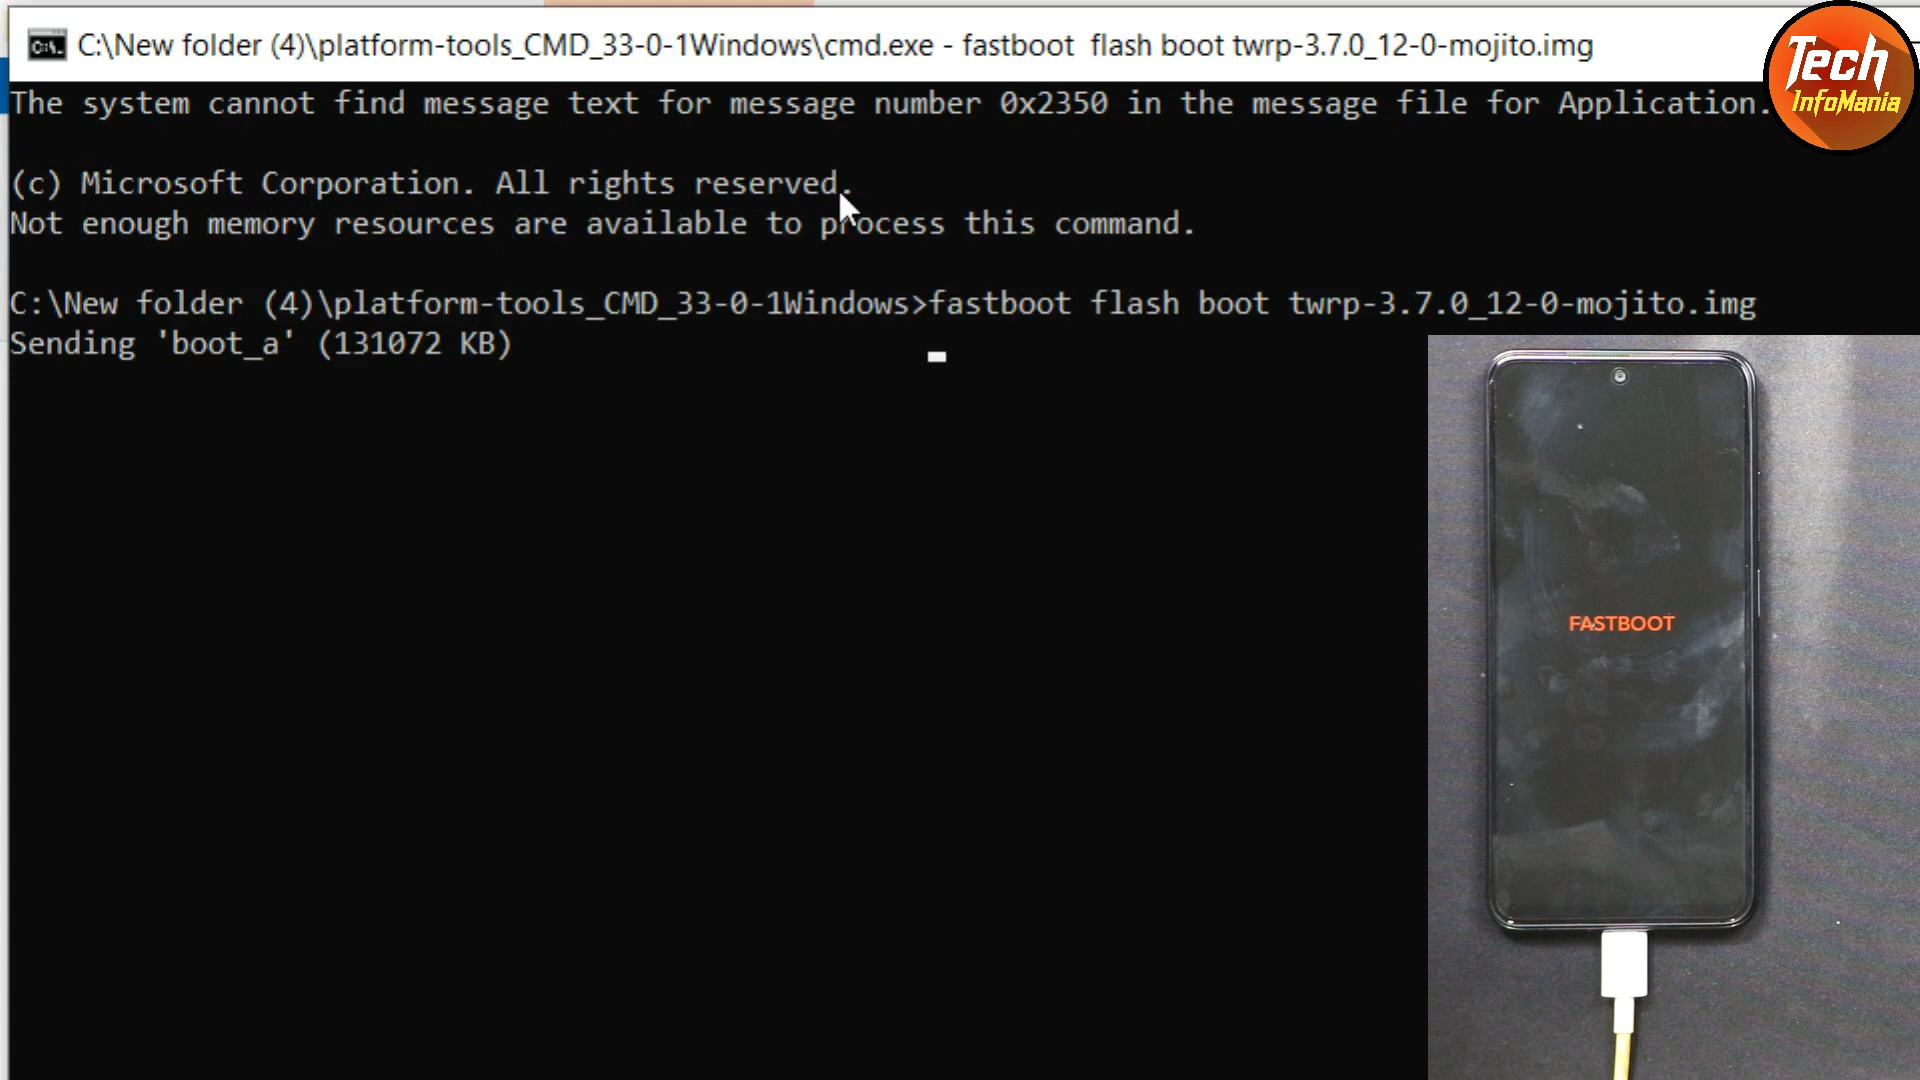 C:\New folder (4)\platform-tools_CMD_33-0-1Windows\cmd.exe - fastboot  flash boot twrp-3.7.0_12-0-mojito.img
Tech
InfoMania
The system cannot find message text for message number 0x2350 in the message file for Application.
(c) Microsoft Corporation. All rights reserved.
Not enough memory resources are available to process this command.
C:\New folder (4)\platform-tools_CMD_33-0-1Windows>fastboot flash boot twrp-3.7.0_12-0-mojito.img
Sending 'boot_a' (131072 KB)
FASTBOOT